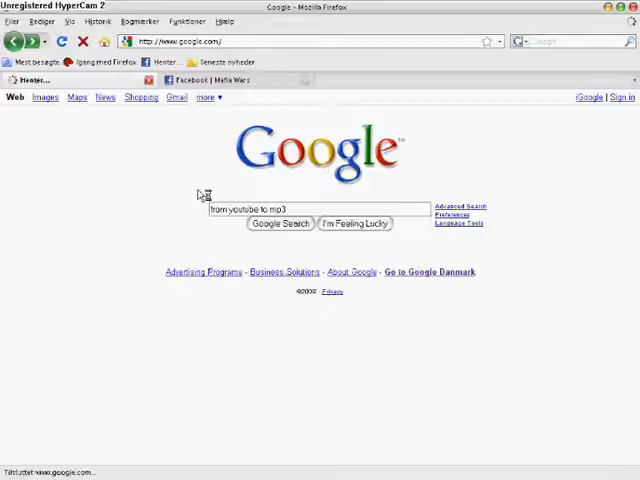 Unregistered HyperCam 2
Google - Mozilla Firefox
Filer Rediger Vis Historik Bogmærker Funktioner Hjælp
http://www.google.com/
Google
Mest besøgte Igang med Firefox Henter... Seneste nyheder
Henter... Facebook | Mafie Wars
Web Images Maps News Shopping Gmail more ▼ iGoogle | Sign in
Google™
from youtube to mp3
Advanced Search
Preferences
Language Tools
Google Search I'm Feeling Lucky
Advertising Programs - Business Solutions - About Google - Go to Google Danmark
©2009 - Privacy
Tilsluttet www.google.com...